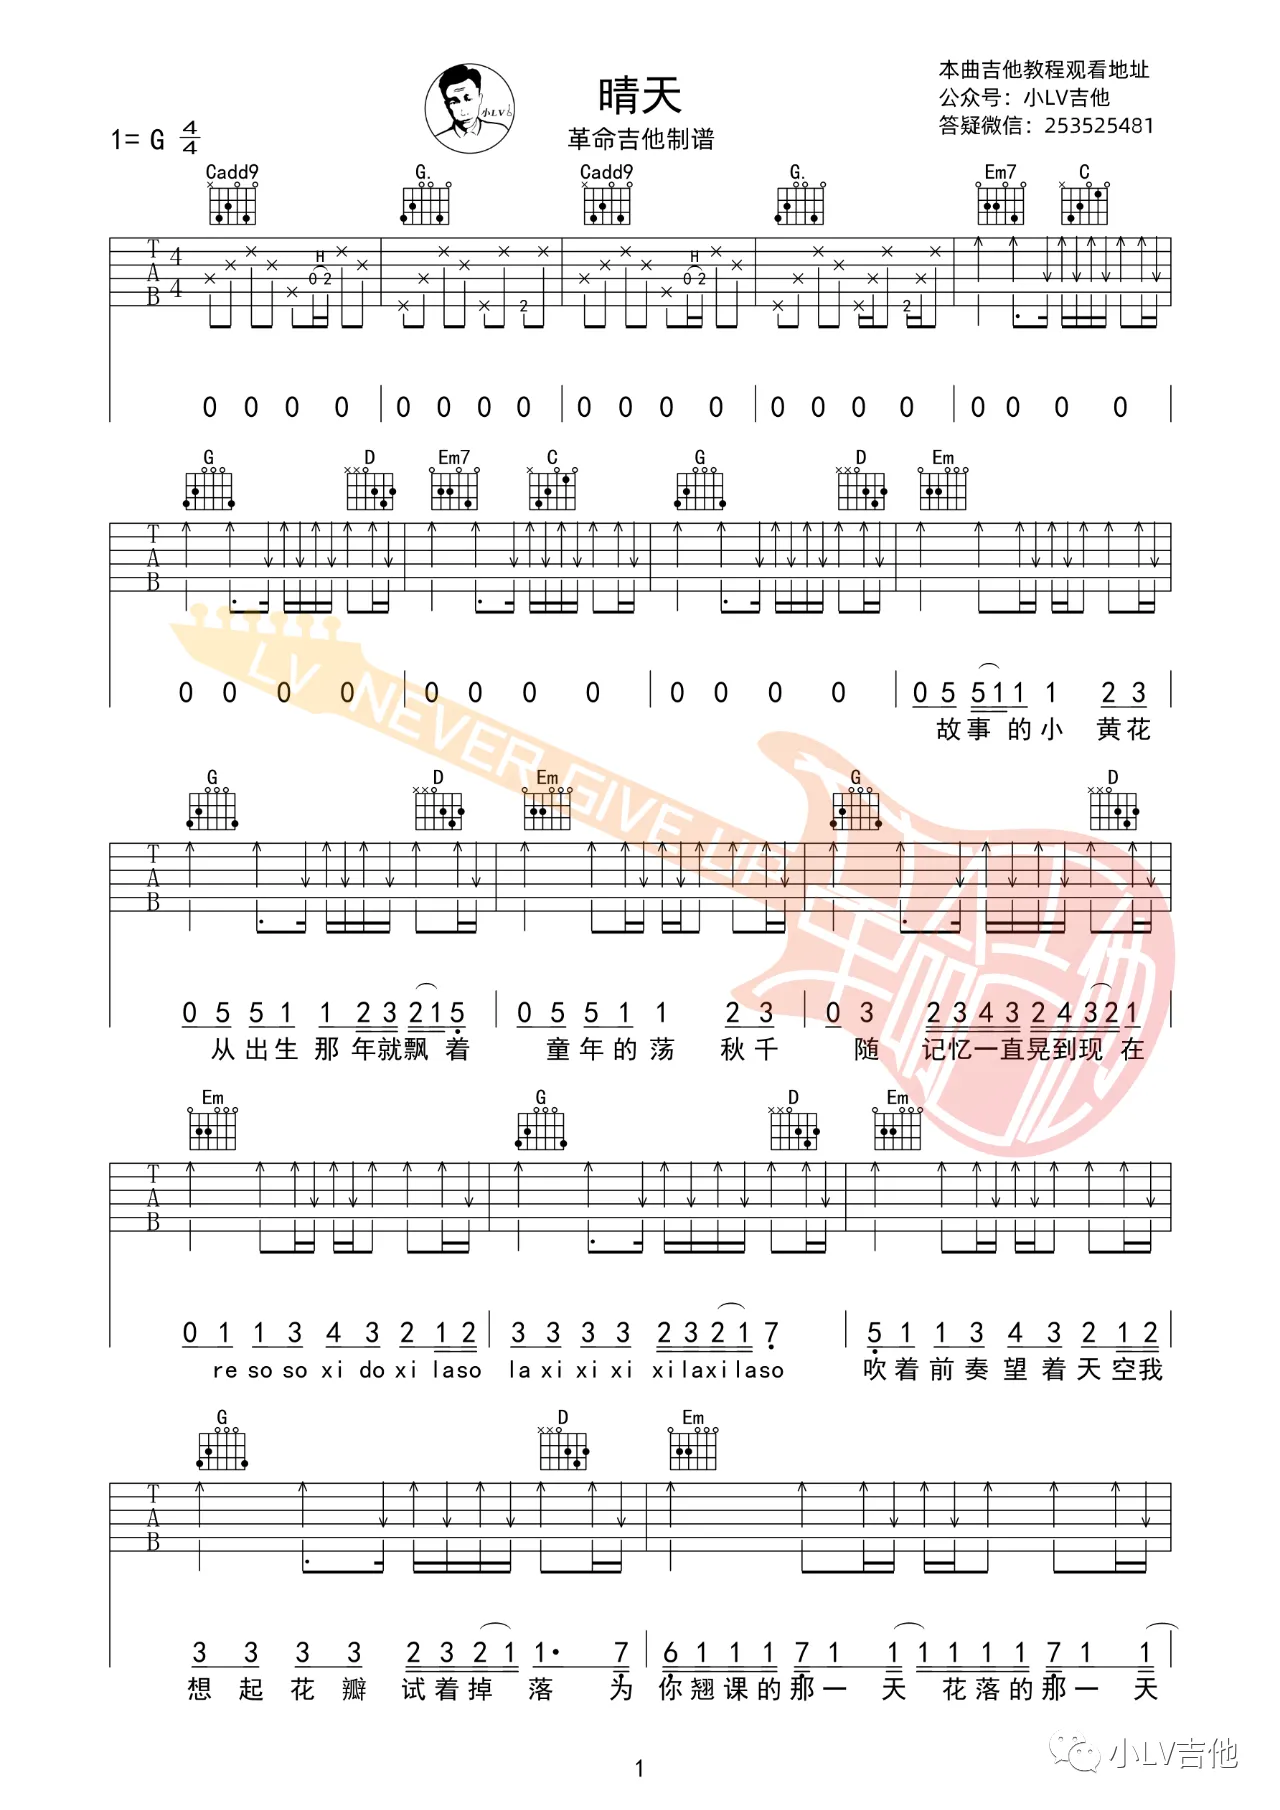 晴天
革命吉他制谱
小LV吉他
本曲吉他教程观看地址
公众号：小LV吉他
答疑微信：253525481
1= G 4/4
Cadd9 G. Cadd9 G. Em7 C
T A B 4 4 H 0 2 2 H 0 2 2
0 0 0 0 0 0 0 0 0 0 0 0 0 0 0 0 0 0 0 0
G D Em7 C G D Em
T A B
0 0 0 0 0 0 0 0 0 0 0 0 0 5 5 1 1 1 2 3
故事 的小 黄花
G D Em G D
T A B
0 5 5 1 1 2 3 2 1 5 0 5 5 1 1 2 3 0 3 2 3 4 3 2 4 3 2 1
从出生那年就飘着 童年的荡 秋千 随 记忆一直晃到现在
Em G D Em
T A B
0 1 1 3 4 3 2 1 2 3 3 3 3 2 3 2 1 7 5 1 1 3 4 3 2 1 2
re so so xi do xi laso la xi xi xi xilaxilaso 吹着前奏望着天空我
G D Em
T A B
3 3 3 3 2 3 2 1 1· 7 6 1 1 1 7 1 1 1 1 1 1 7 1 1
想起花瓣试着掉落为你翘课的那一天花落的那一天
LV NEVER GIVE UP
小LV吉他
1